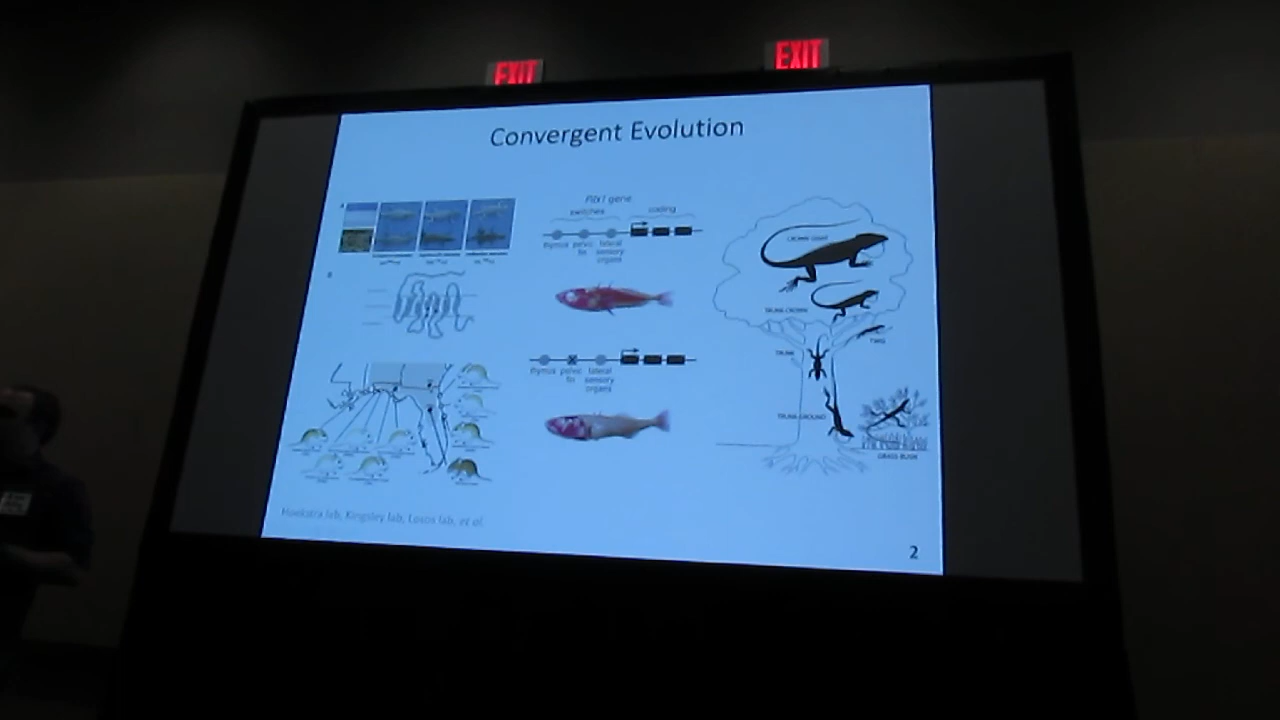 EXIT
EXIT
Convergent Evolution
Pitx1 gene
switches
coding
thymus pelvic fin lateral sensory organs
thymus pelvic fin lateral sensory organs
CROWN GIANT
TRUNK CROWN
TWIG
TRUNK
TRUNK GROUND
GRASS BUSH
Hoekstra lab, Kingsley lab, Losos lab, et al.
2